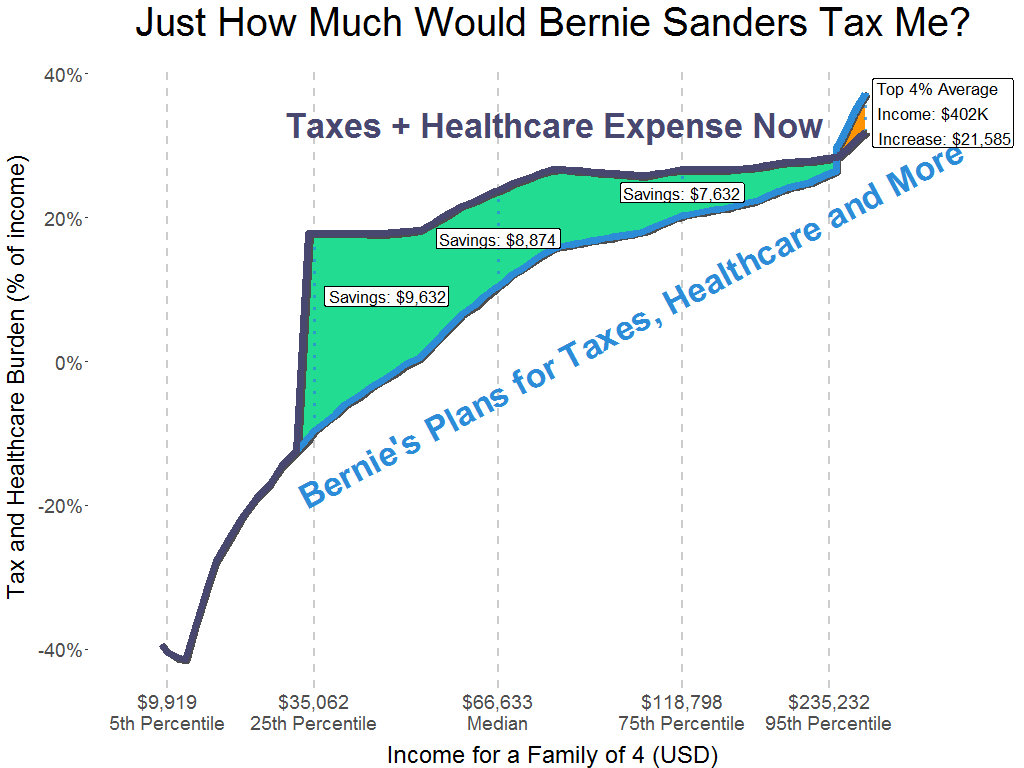 Just How Much Would Bernie Sanders Tax Me?
40%
Top 4% Average
Income: $402K
Increase: $21,585
Taxes + Healthcare Expense Now
Savings: $7,632
20%
Savings: $8,874
Savings: $9,632
Bernie's Plans for Taxes, Healthcare and More
0%
-20%
-40%
Tax and Healthcare Burden (% of income)
$9,919
5th Percentile
$35,062
25th Percentile
$66,633
Median
$118,798
75th Percentile
$235,232
95th Percentile
Income for a Family of 4 (USD)